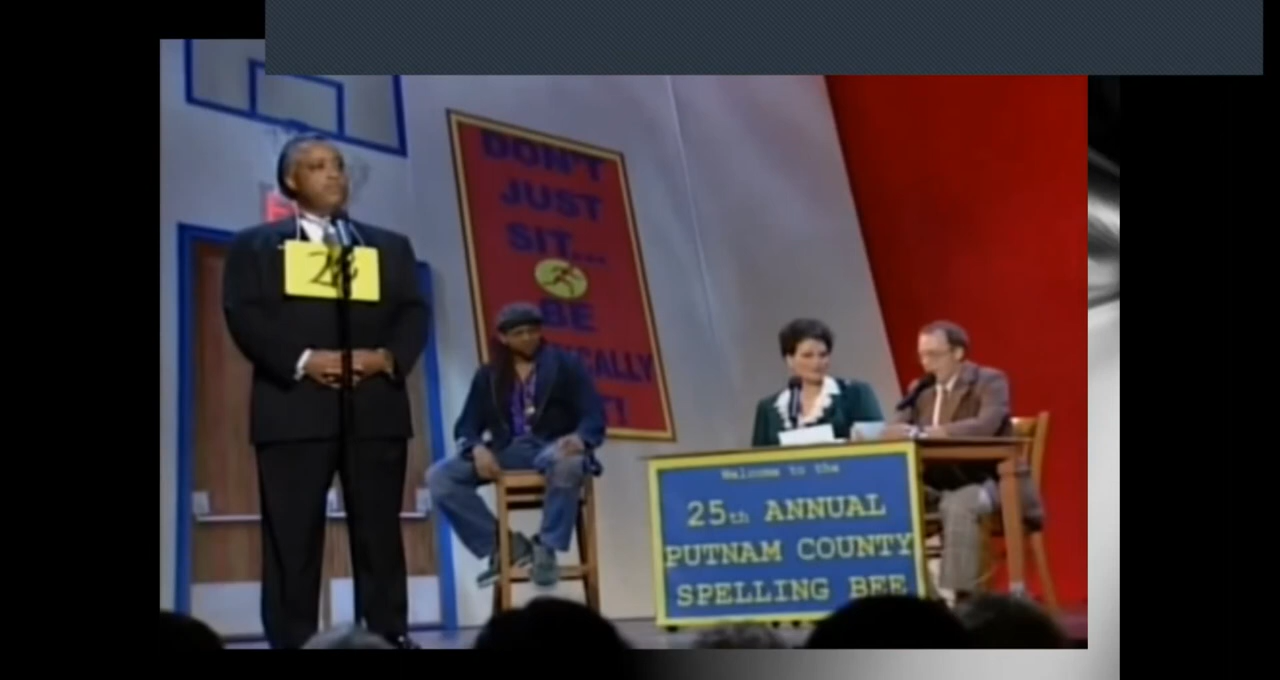 DON'T
JUST
SIT...
BE
Welcome to the
25th ANNUAL
PUTNAM COUNTY
SPELLING BEE